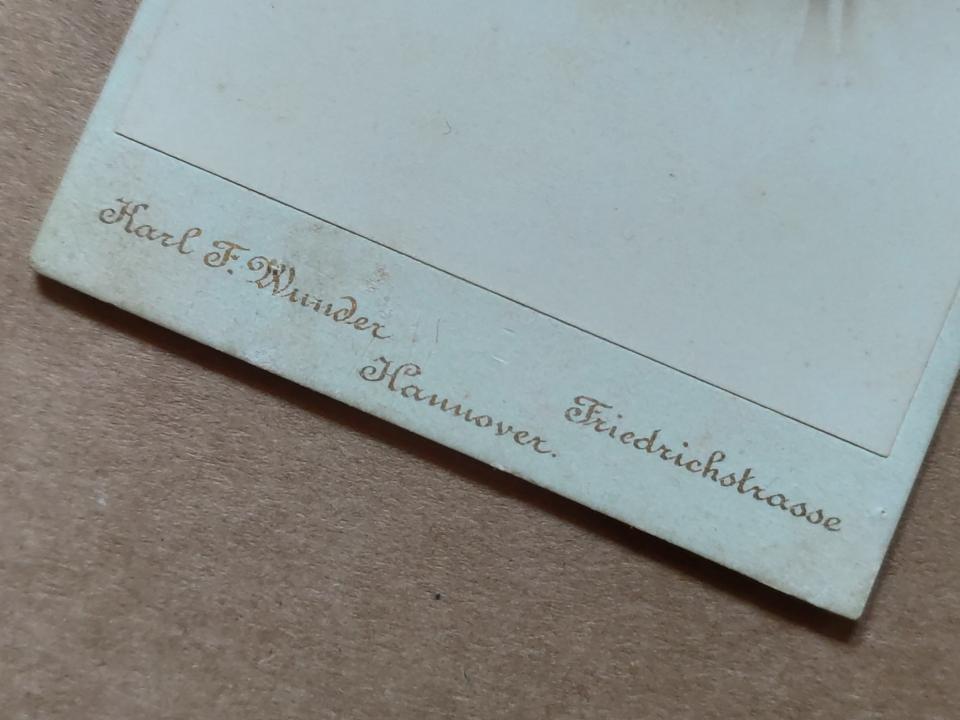 Karl F. Wunder
Friedrichstrasse
Hannover.